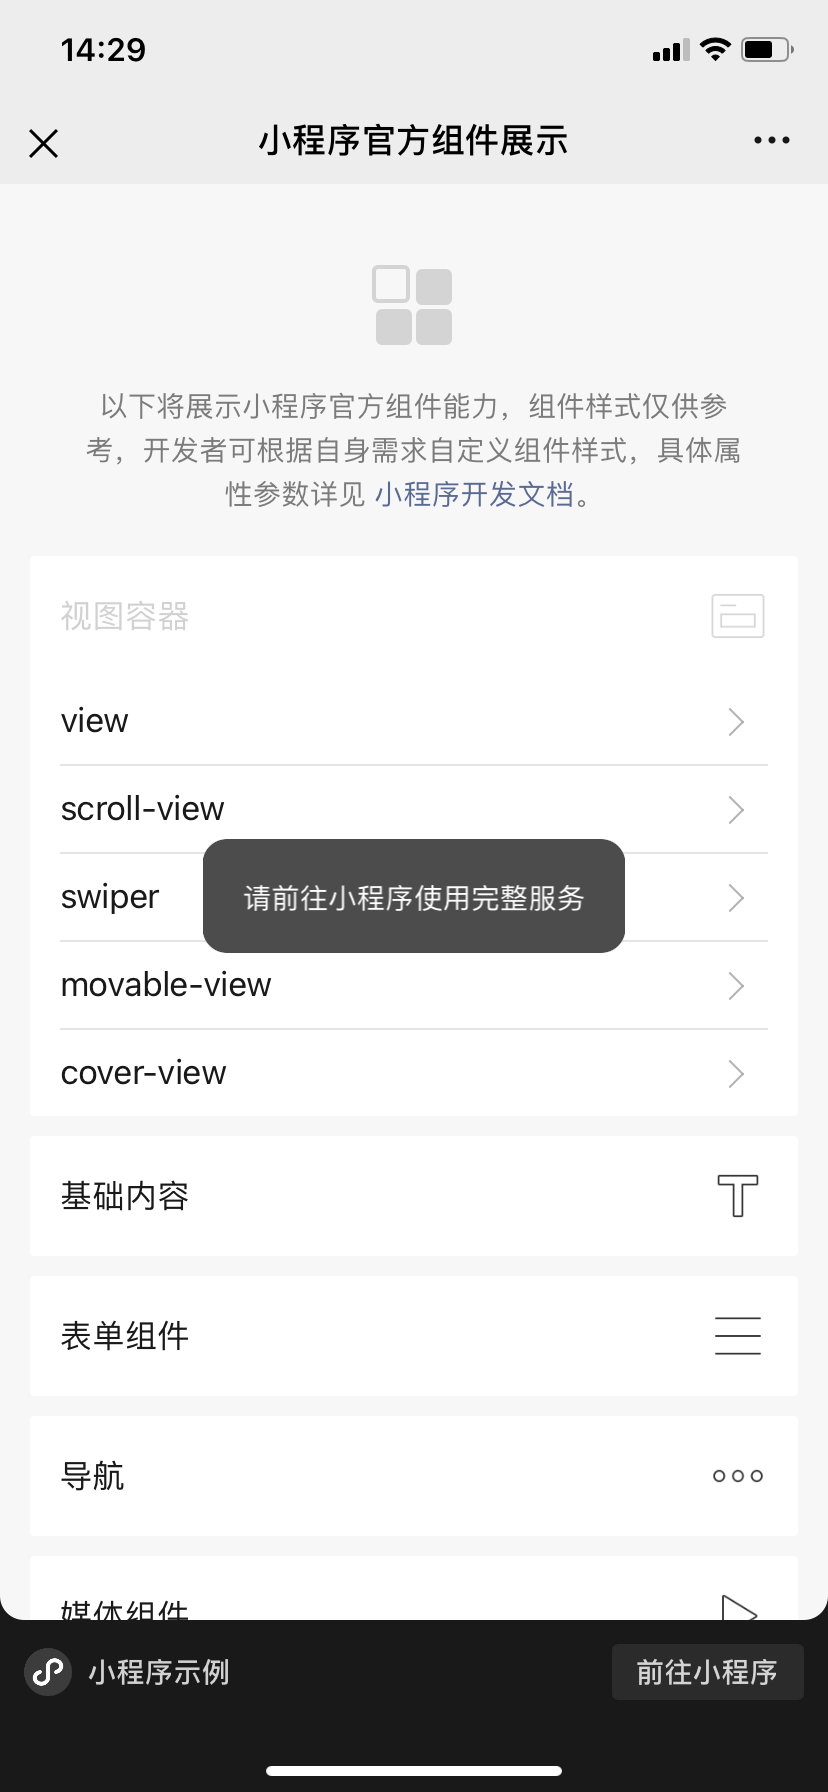 14:29
小程序官方组件展示
以下将展示小程序官方组件能力，组件样式仅供参
考，开发者可根据自身需求自定义组件样式，具体属
性参数详见 小程序开发文档。
视图容器
view
scroll-view
swiper
请前往小程序使用完整服务
movable-view
cover-view
基础内容
表单组件
导航
媒体组件
小程序示例
前往小程序